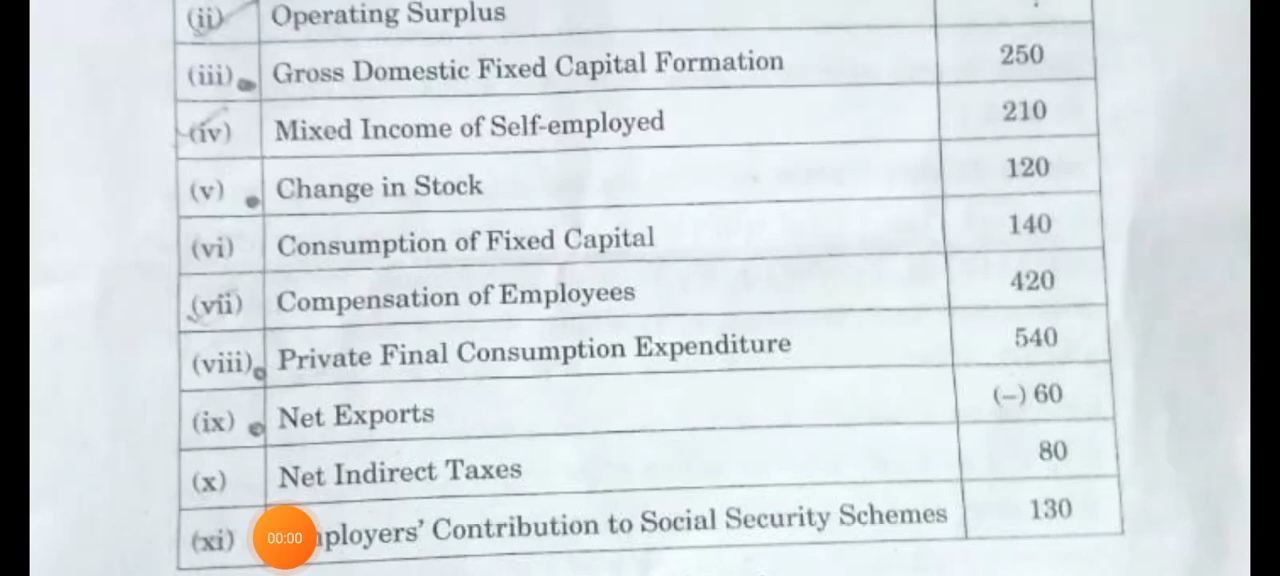 (ii) Operating Surplus ?
(iii) Gross Domestic Fixed Capital Formation 250
(iv) Mixed Income of Self-employed 210
(v) Change in Stock 120
(vi) Consumption of Fixed Capital 140
(vii) Compensation of Employees 420
(viii) Private Final Consumption Expenditure 540
(ix) Net Exports (–) 60
(x) Net Indirect Taxes 80
(xi) ployers’ Contribution to Social Security Schemes 130
00:00